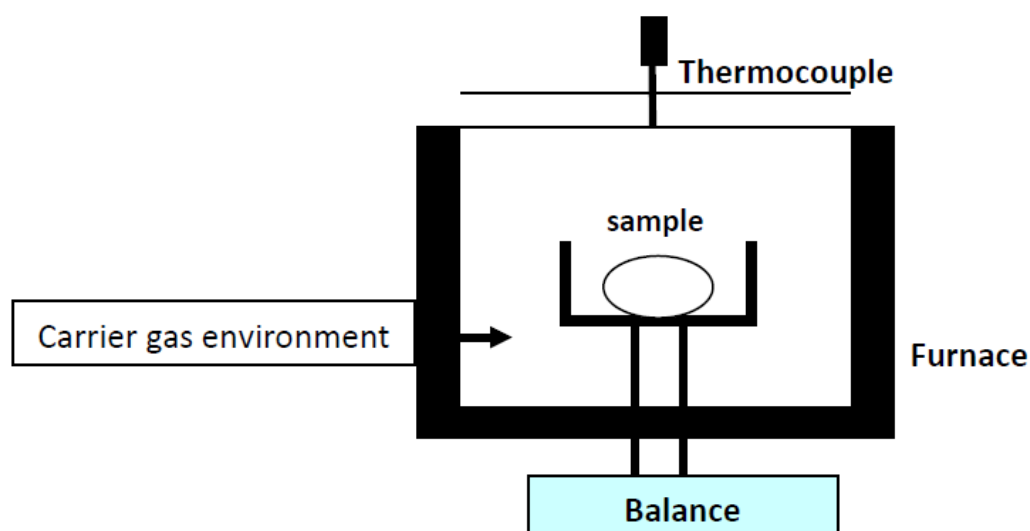 Thermocouple
sample
Carrier gas environment
Furnace
Balance